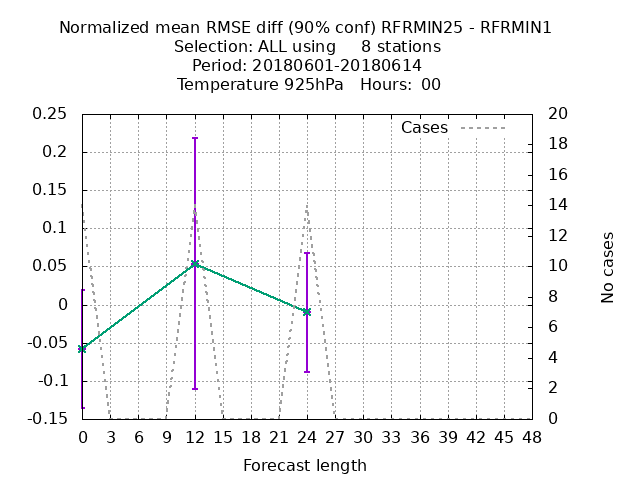 Normalized mean RMSE diff (90% conf) RFRMIN25 - RFRMIN1
Selection: ALL using     8 stations
Period: 20180601-20180614
Temperature 925hPa   Hours:  00
Cases
0.25
0.2
0.15
0.1
0.05
0
-0.05
-0.1
-0.15
20
18
16
14
12
10
8
6
4
2
0
No cases
0 3 6 9 12 15 18 21 24 27 30 33 36 39 42 45 48
Forecast length